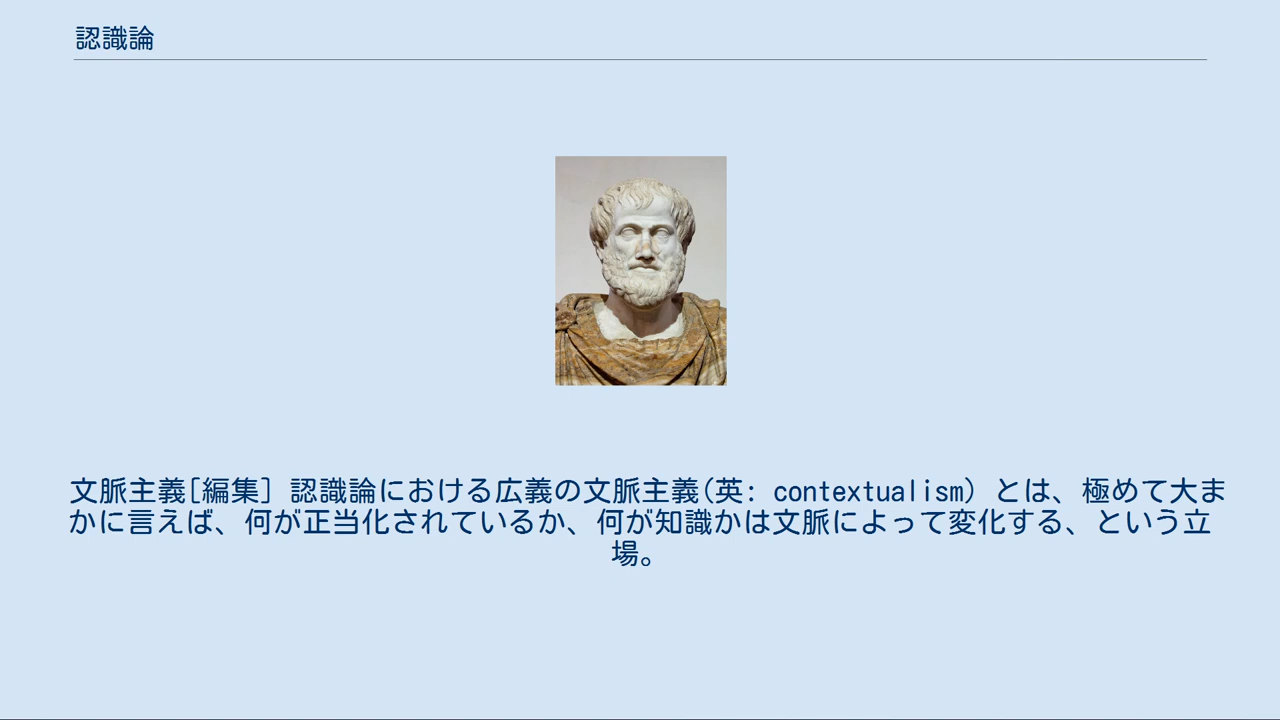 認識論
文脈主義[編集] 認識論における広義の文脈主義(英: contextualism) とは、極めて大ま
かに言えば、何が正当化されているか、何が知識かは文脈によって変化する、という立
場。